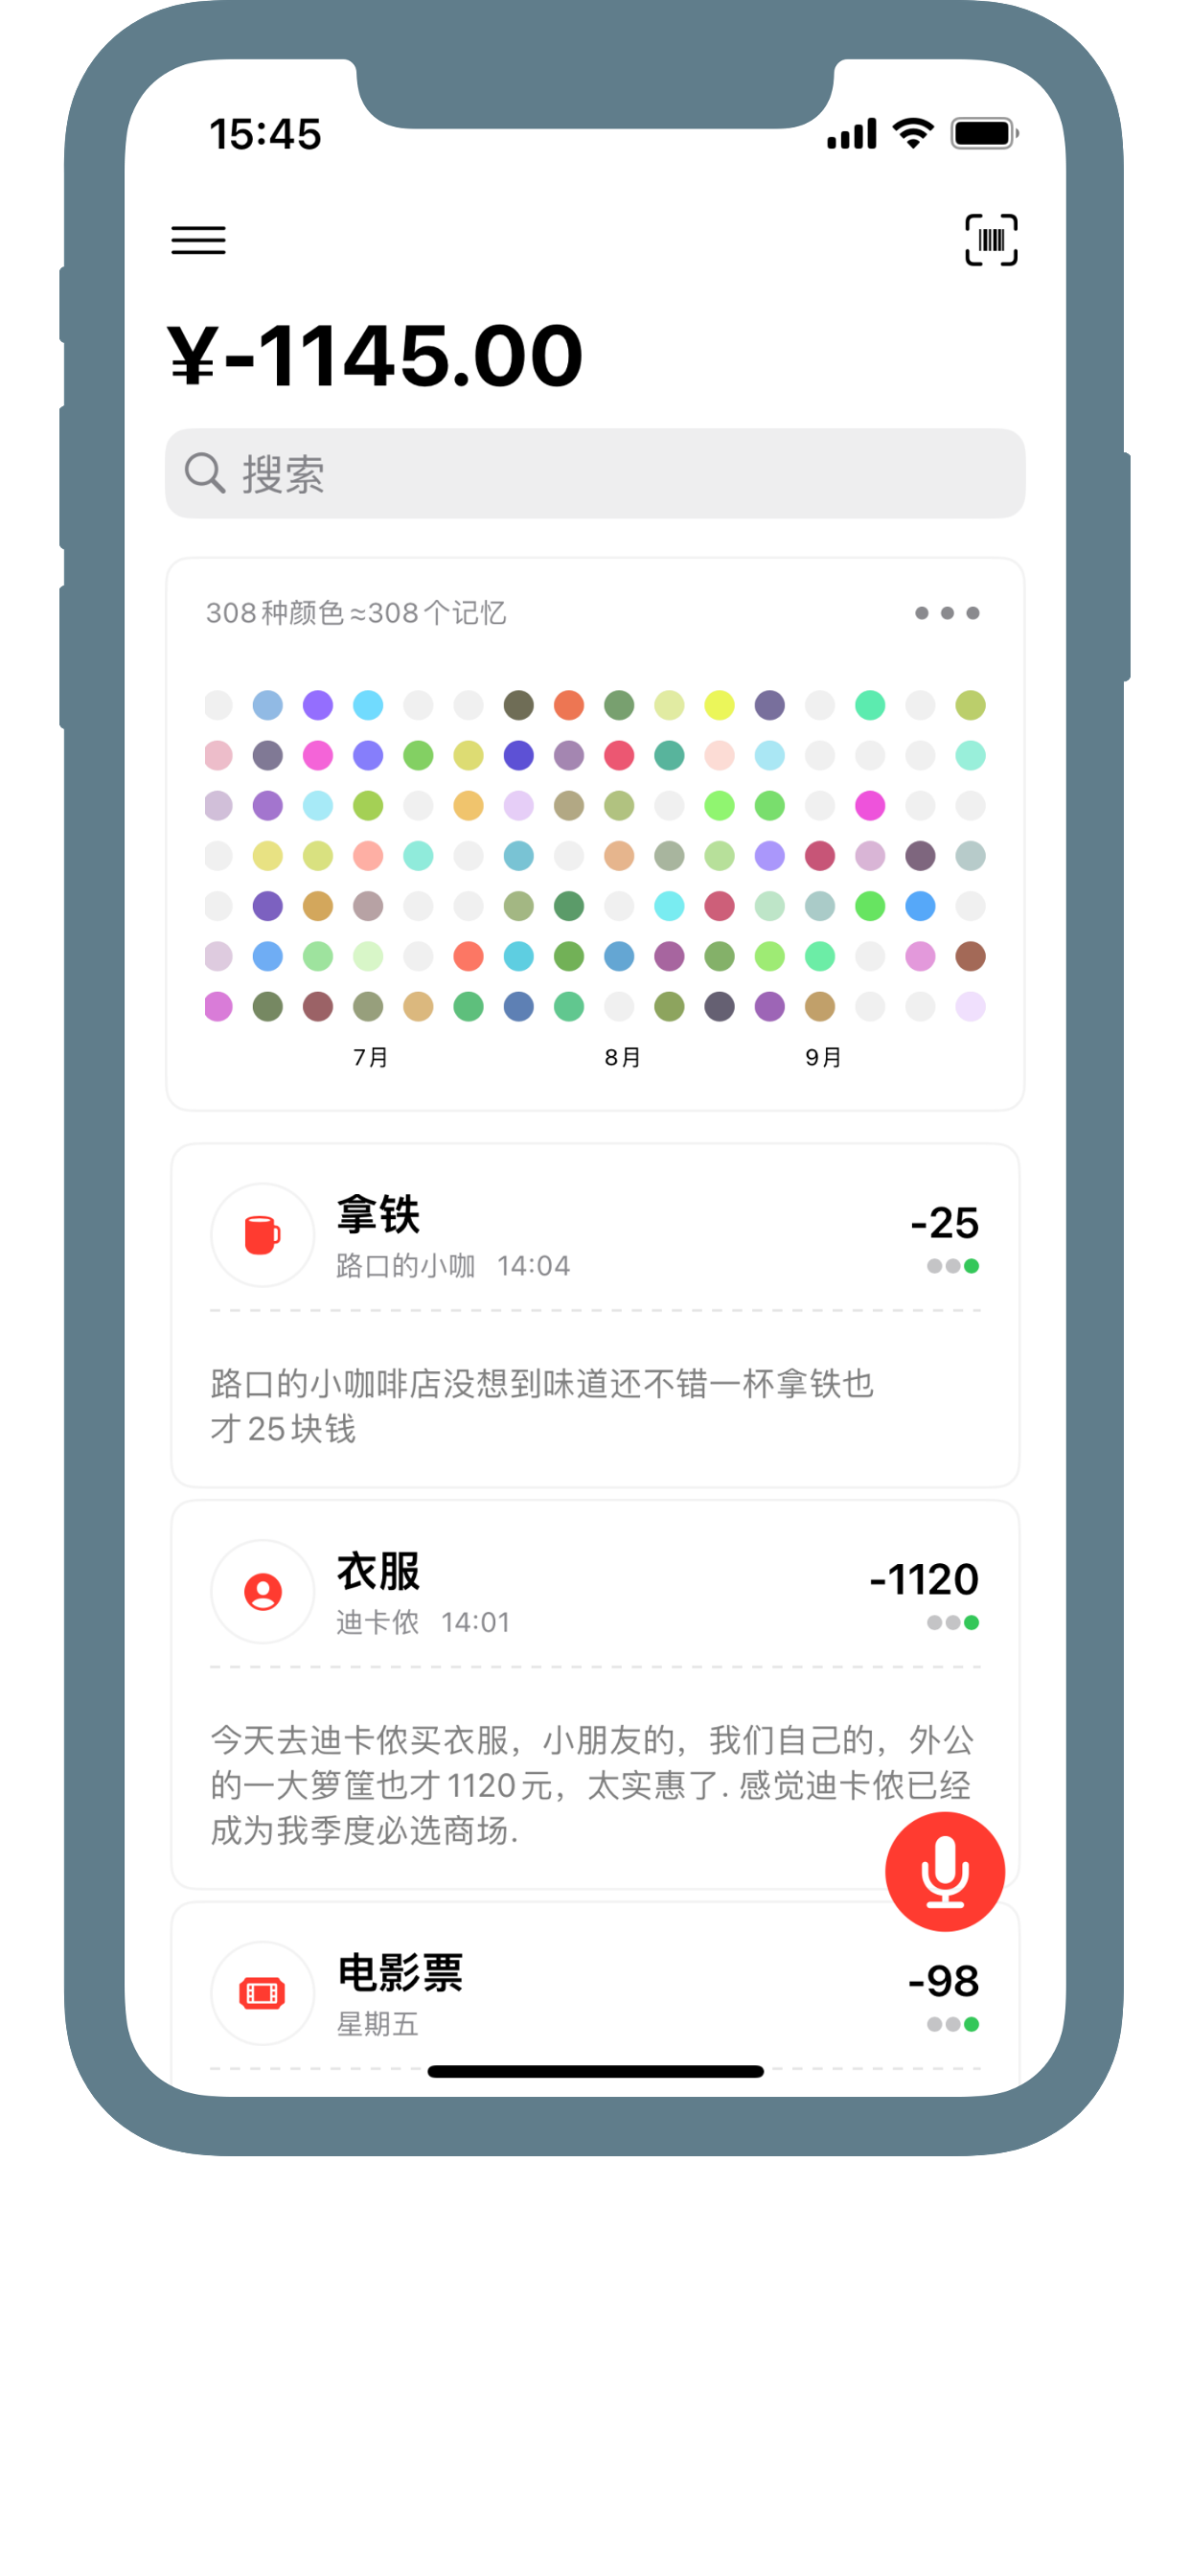 15:45
¥-1145.00
搜索
308种颜色≈308个记忆
7月 8月 9月
拿铁
-25
路口的小咖 14:04
路口的小咖啡店没想到味道还不错一杯拿铁也
才25块钱
衣服
-1120
迪卡侬 14:01
今天去迪卡侬买衣服，小朋友的，我们自己的，外公
的一大箩筐也才1120元，太实惠了. 感觉迪卡侬已经
成为我季度必选商场.
电影票
-98
星期五